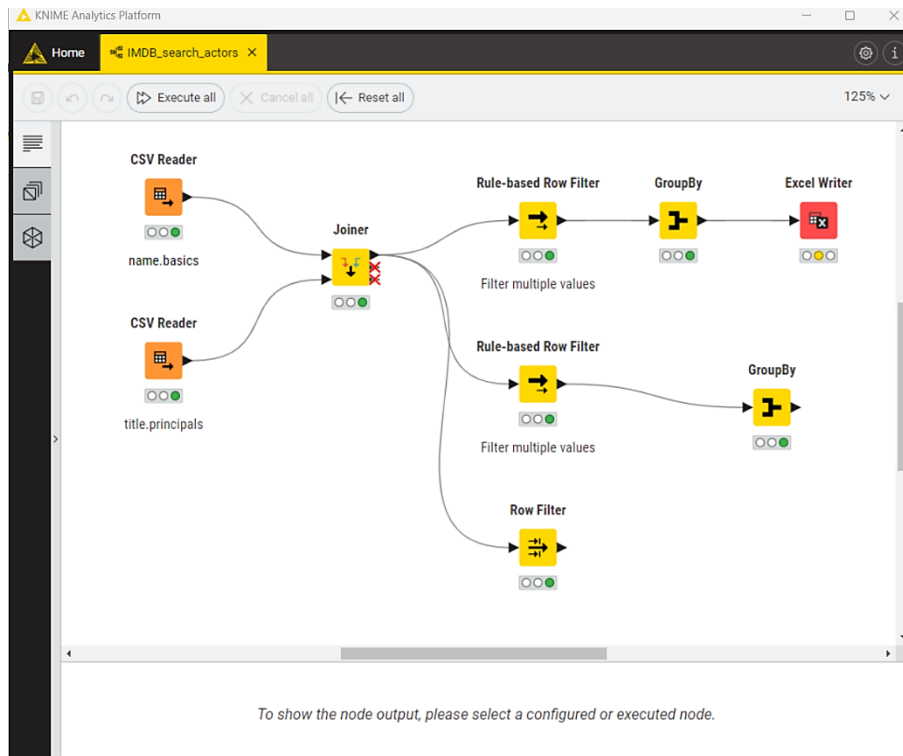 KNIME Analytics Platform
Home
IMDB_search_actors
Execute all
Cancel all
Reset all
125%
CSV Reader
name.basics
CSV Reader
title.principals
Joiner
Rule-based Row Filter
Filter multiple values
GroupBy
Excel Writer
Rule-based Row Filter
Filter multiple values
GroupBy
Row Filter
To show the node output, please select a configured or executed node.